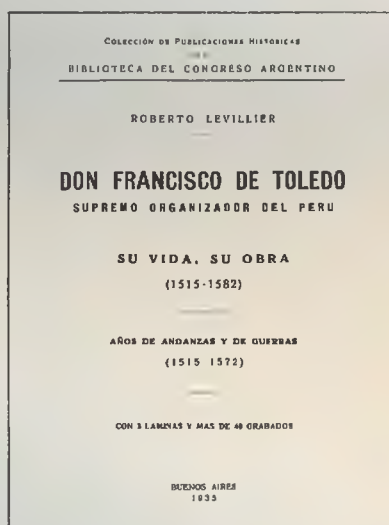 COLECCIÓN DE PUBLICACIONES HISTORICAS
BIBLIOTECA DEL CONGRESO ARGENTINO
ROBERTO LEVILLIER
DON FRANCISCO DE TOLEDO
SUPREMO ORGANIZADOR DEL PERU
SU VIDA, SU OBRA
(1515-1582)
AÑOS DE ANDANZAS Y DE GUERRAS
(1515 1572)
CON 3 LAMINAS Y MAS DE 40 GRABADOS
BUENOS AIRES
1935